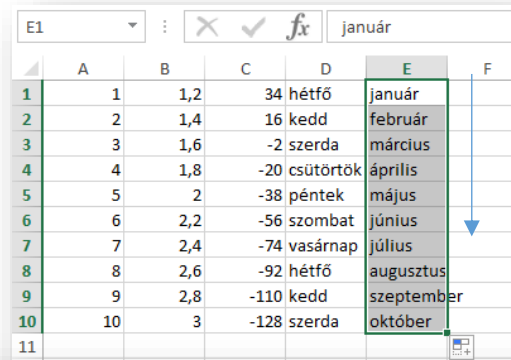 E1 fx január
A B C D E F
1 1 1,2 34 hétfő január
2 2 1,4 16 kedd február
3 3 1,6 -2 szerda március
4 4 1,8 -20 csütörtök április
5 5 2 -38 péntek május
6 6 2,2 -56 szombat június
7 7 2,4 -74 vasárnap július
8 8 2,6 -92 hétfő augusztus
9 9 2,8 -110 kedd szeptember
10 10 3 -128 szerda október
11